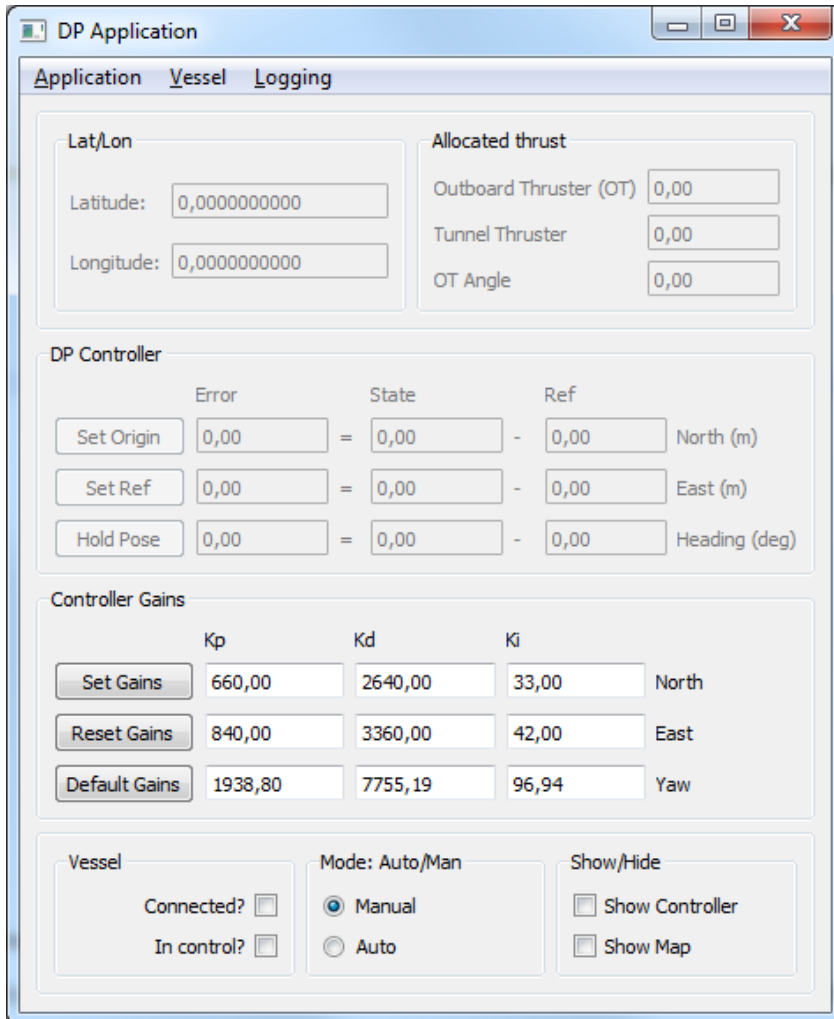 DP Application
Application Vessel Logging
Lat/Lon
Latitude: 0,0000000000
Longitude: 0,0000000000
Allocated thrust
Outboard Thruster (OT) 0,00
Tunnel Thruster 0,00
OT Angle 0,00
DP Controller
Error State Ref
Set Origin 0,00 = 0,00 - 0,00 North (m)
Set Ref 0,00 = 0,00 - 0,00 East (m)
Hold Pose 0,00 = 0,00 - 0,00 Heading (deg)
Controller Gains
Kp Kd Ki
Set Gains 660,00 2640,00 33,00 North
Reset Gains 840,00 3360,00 42,00 East
Default Gains 1938,80 7755,19 96,94 Yaw
Vessel
Connected?
In control?
Mode: Auto/Man
Manual
Auto
Show/Hide
Show Controller
Show Map